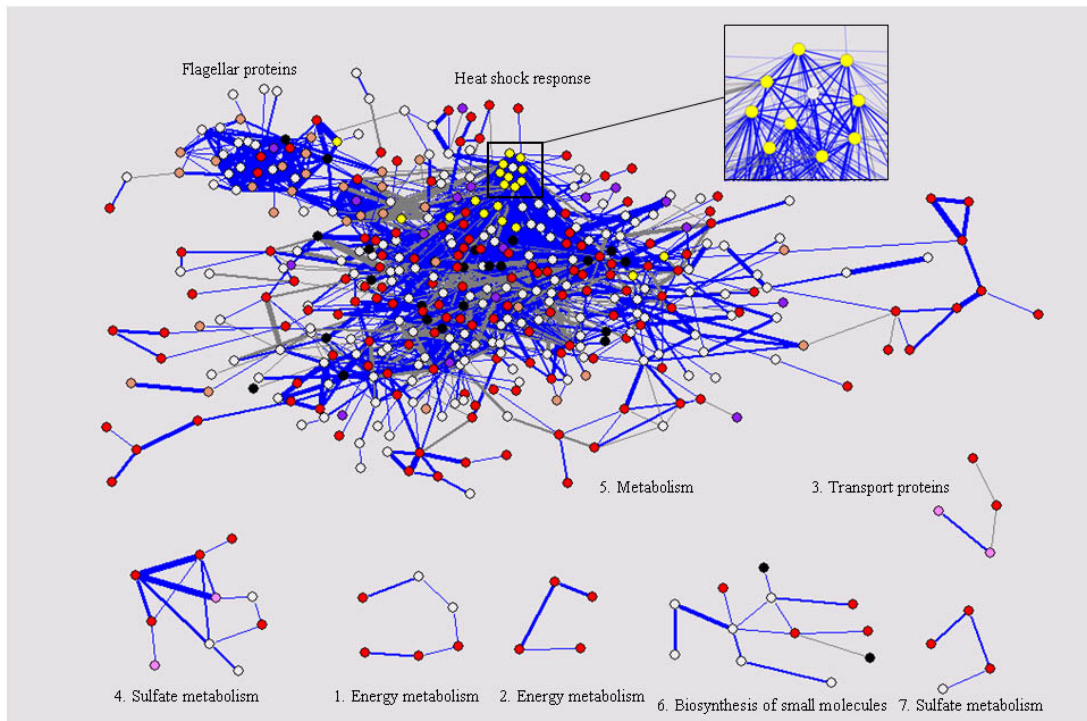 Flagellar proteins
Heat shock response
5. Metabolism
3. Transport proteins
4. Sulfate metabolism
1. Energy metabolism
2. Energy metabolism
6. Biosynthesis of small molecules
7. Sulfate metabolism